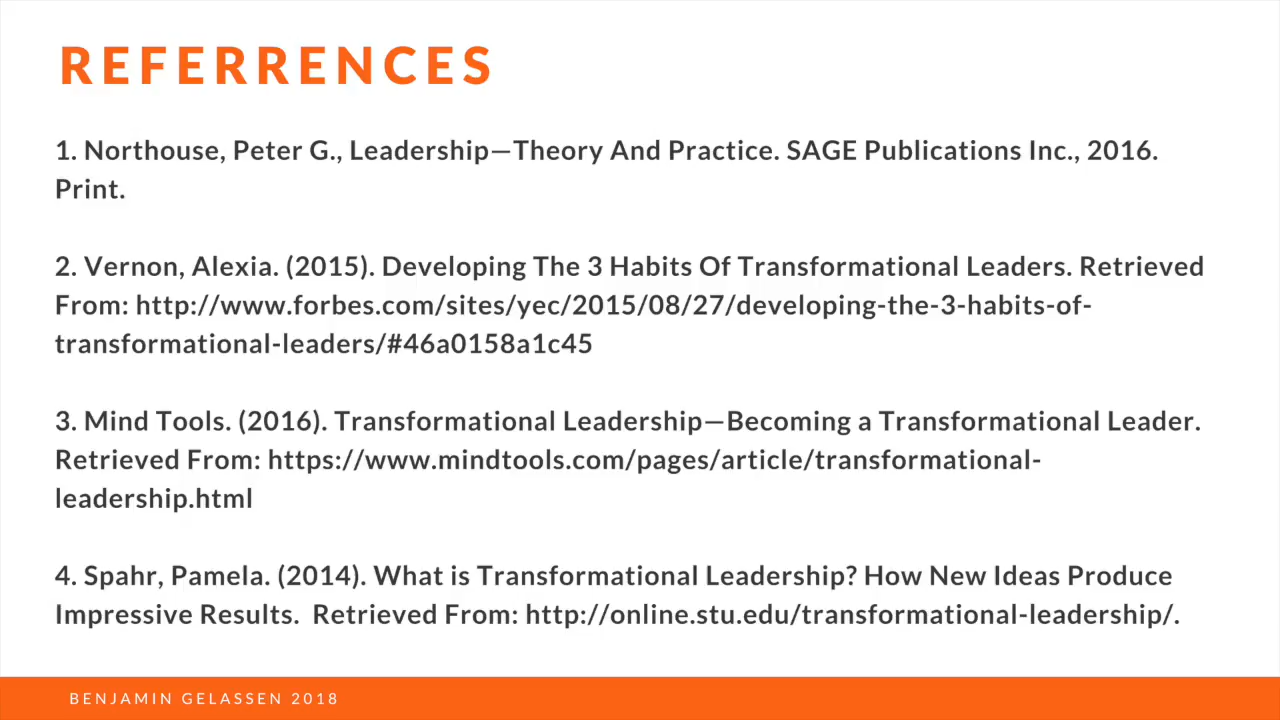 REFERRENCES
1. Northouse, Peter G., Leadership—Theory And Practice. SAGE Publications Inc., 2016.
Print.
2. Vernon, Alexia. (2015). Developing The 3 Habits Of Transformational Leaders. Retrieved
From: http://www.forbes.com/sites/yec/2015/08/27/developing-the-3-habits-of-
transformational-leaders/#46a0158a1c45
3. Mind Tools. (2016). Transformational Leadership—Becoming a Transformational Leader.
Retrieved From: https://www.mindtools.com/pages/article/transformational-
leadership.html
4. Spahr, Pamela. (2014). What is Transformational Leadership? How New Ideas Produce
Impressive Results.  Retrieved From: http://online.stu.edu/transformational-leadership/.
BENJAMIN GELASSEN 2018